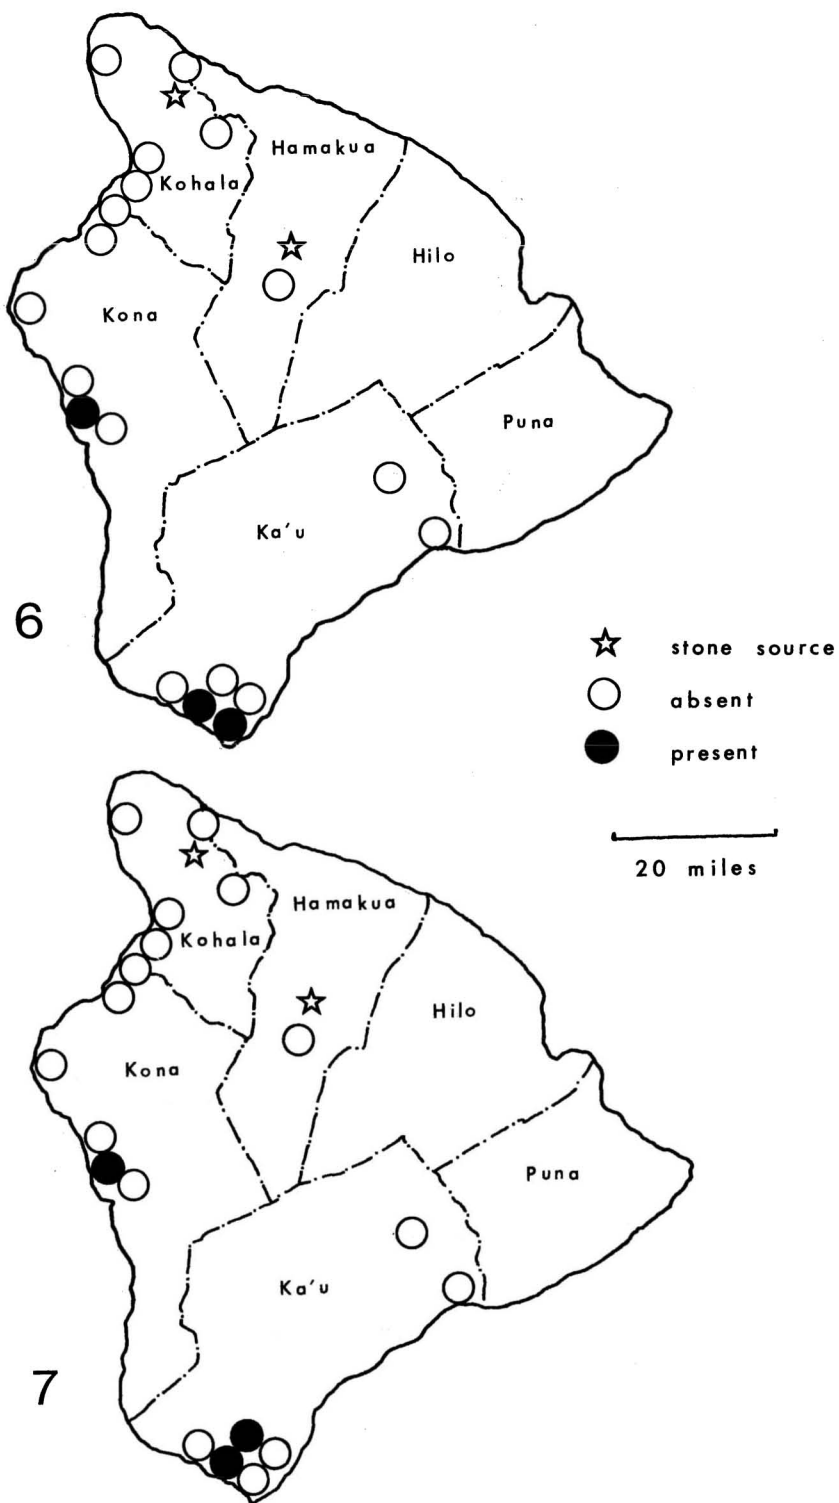 Hamakua
Kohala
Hilo
Kona
Puna
Ka'u
6
stone source
absent
present
20 miles
Hamakua
Kohala
Hilo
Kona
Puna
Ka'u
7